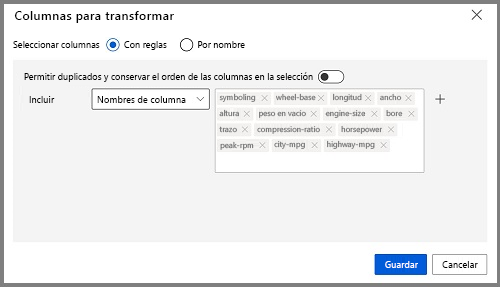 Columnas para transformar
Seleccionar columnas Con reglas Por nombre
Permitir duplicados y conservar el orden de las columnas en la selección
Incluir Nombres de columna symboling wheel-base longitud ancho
altura peso en vacío engine-size bore
trazo compression-ratio horsepower
peak-rpm city-mpg highway-mpg
Guardar Cancelar